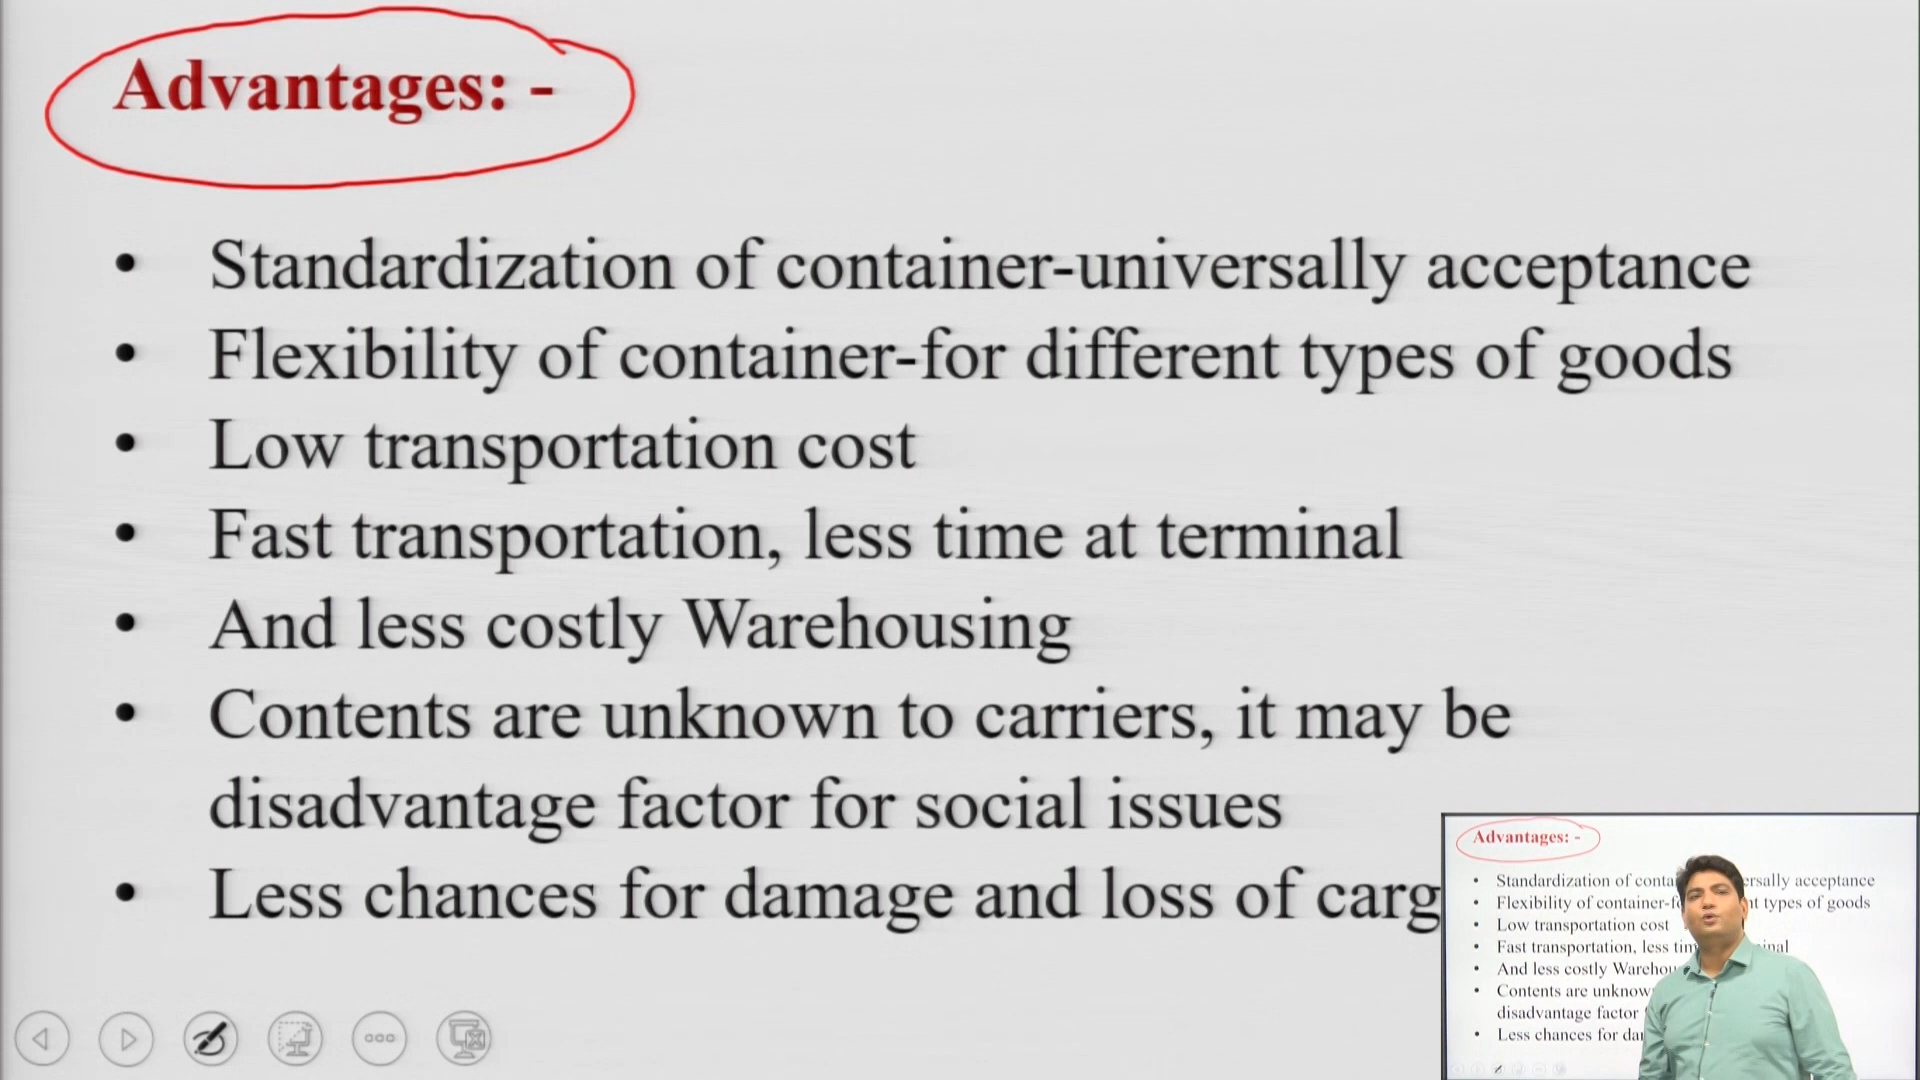 Advantages: -
• Standardization of container-universally acceptance
• Flexibility of container-for different types of goods
• Low transportation cost
• Fast transportation, less time at terminal
• And less costly Warehousing
• Contents are unknown to carriers, it may be
disadvantage factor for social issues
• Less chances for damage and loss of carg
Advantages: -
• Standardization of conta ersally acceptance
• Flexibility of container-fo nt types of goods
• Low transportation cost
• Fast transportation, less tim inal
• And less costly Warehou
• Contents are unknow
disadvantage factor
• Less chances for da